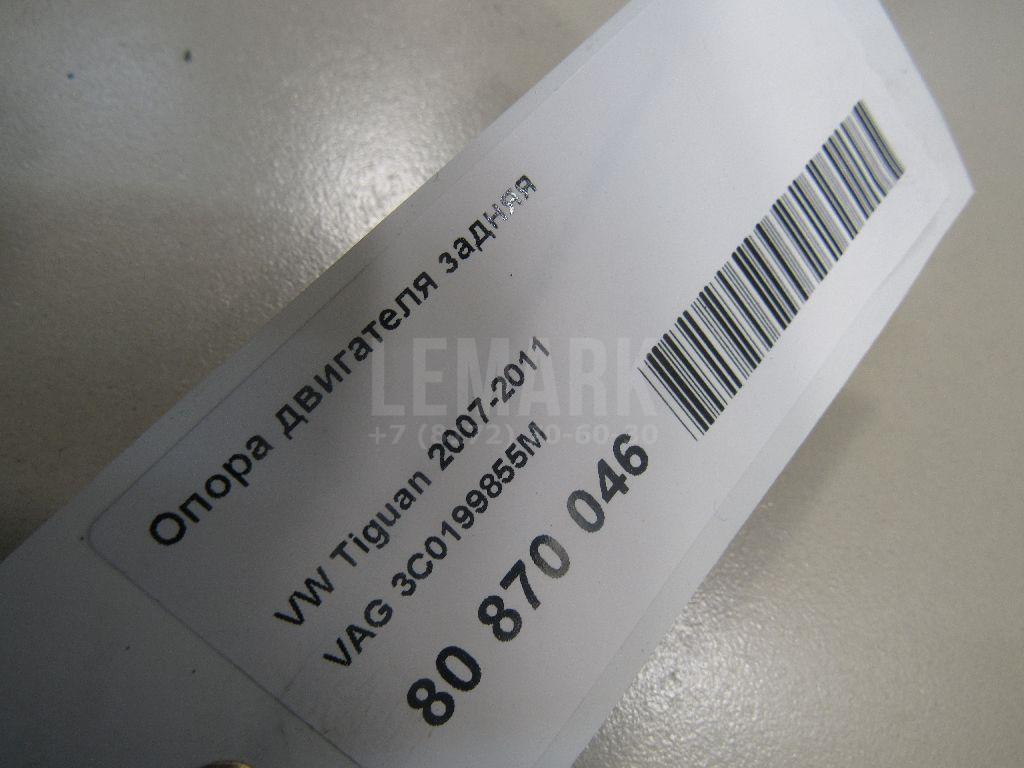 Опора двигателя задняя
VW Tiguan 2007-2011
VAG 3C0199855M
80 870 046
LEMARK